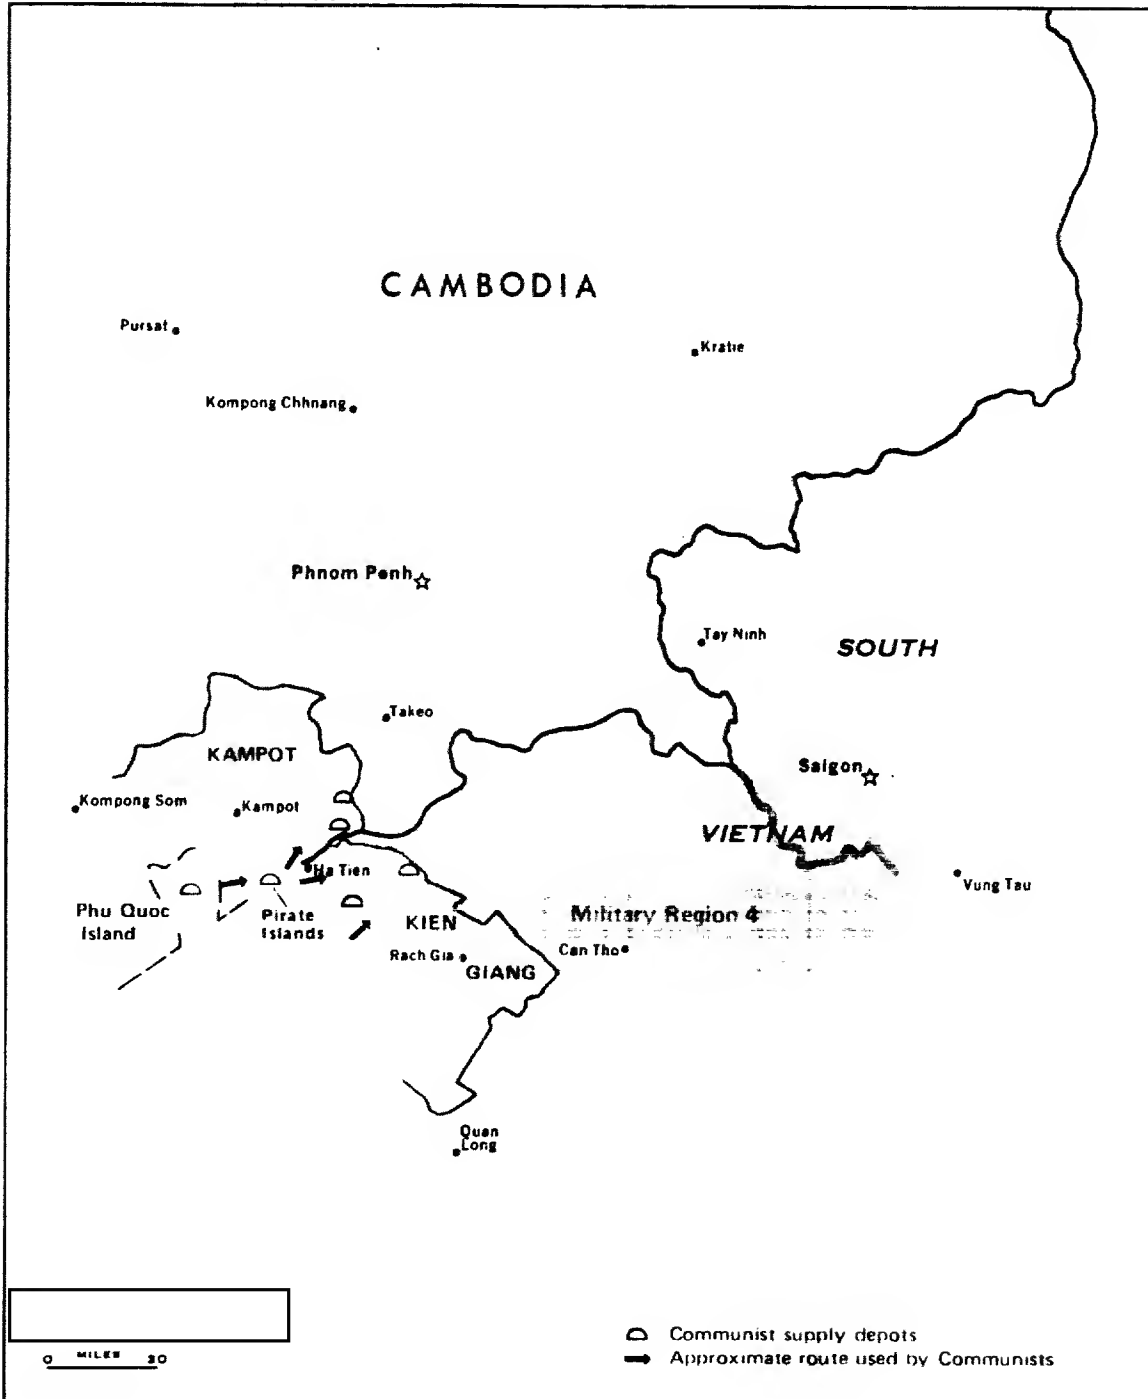 CAMBODIA
Pursat
Kratie
Kompong Chhnang
Phnom Penh
Tay Ninh
SOUTH
Takeo
KAMPOT
Saigon
Kompong Som
Kampot
VIETNAM
Ha Tien
Vung Tau
Phu Quoc
Island
Pirate
Islands
KIEN
Military Region 4
Rach Gia
Can Tho
GIANG
Quan
Long
Communist supply depots
0 MILES 30
Approximate route used by Communists